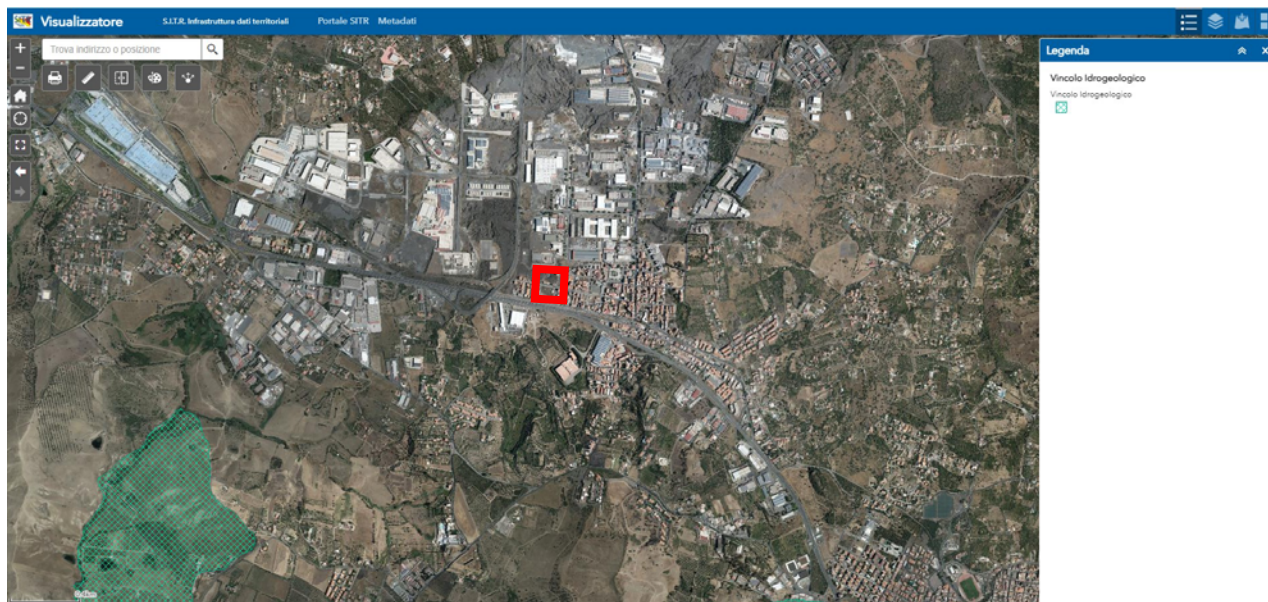 Visualizzatore S.I.T.R. Infrastruttura dati territoriali Portale SITR Metadati
Trova indirizzo o posizione
Legenda
Vincolo Idrogeologico
Vincolo Idrogeologico